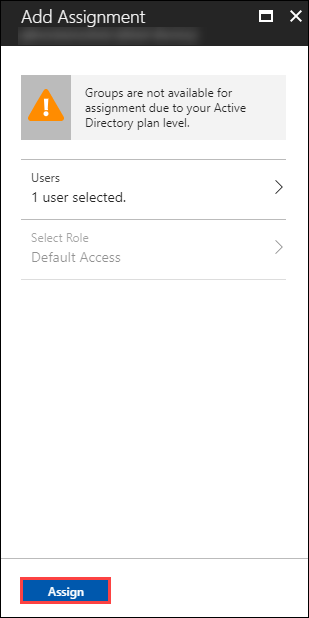 Add Assignment
Groups are not available for
assignment due to your Active
Directory plan level.
Users
1 user selected.
Select Role
Default Access
Assign